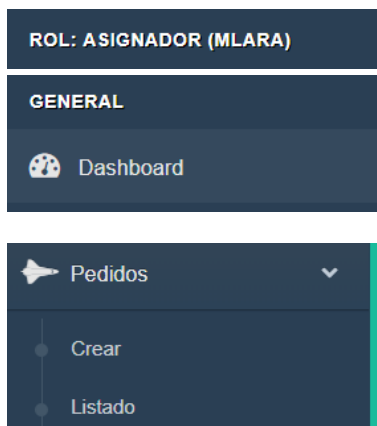 ROL: ASIGNADOR (MLARA)
GENERAL
Dashboard
Pedidos
Crear
Listado